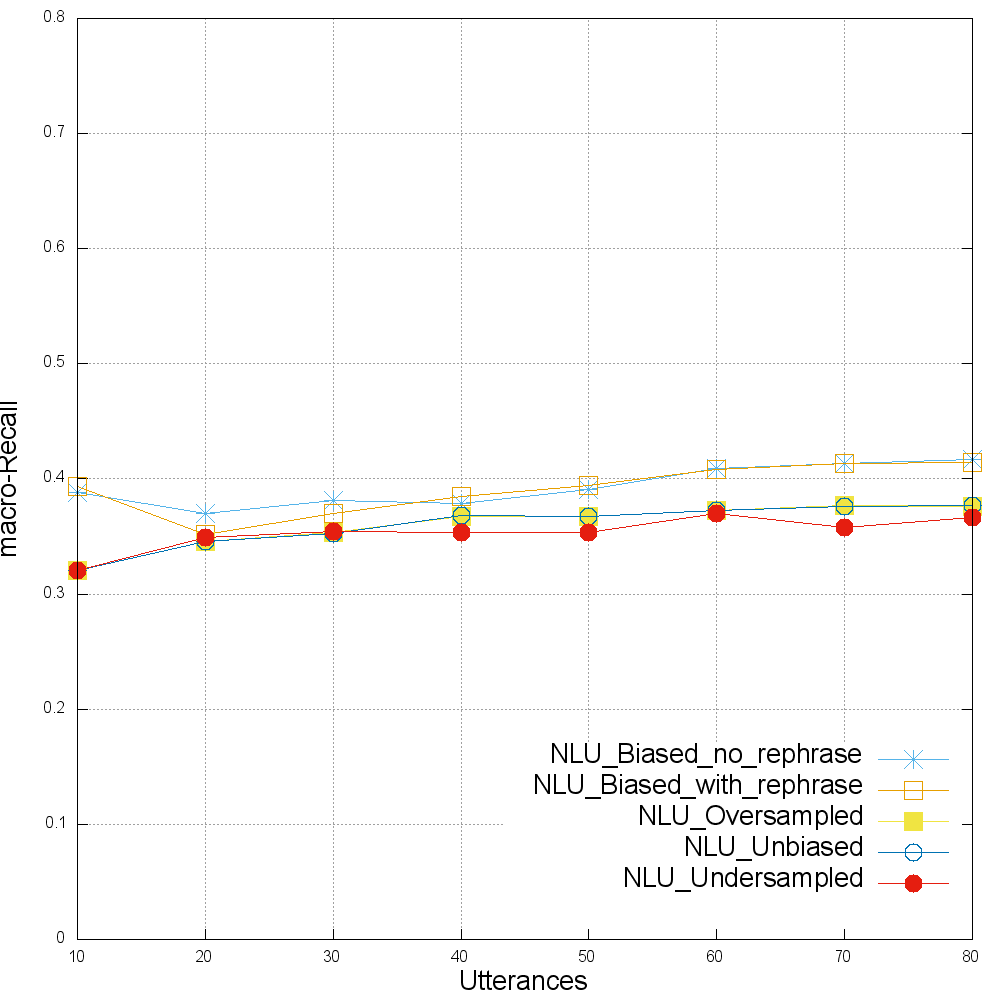 0.8
0.7
0.6
0.5
0.4
0.3
0.2
0.1
0
macro-Recall
NLU_Biased_no_rephrase
NLU_Biased_with_rephrase
NLU_Oversampled
NLU_Unbiased
NLU_Undersampled
10 20 30 40 50 60 70 80
Utterances